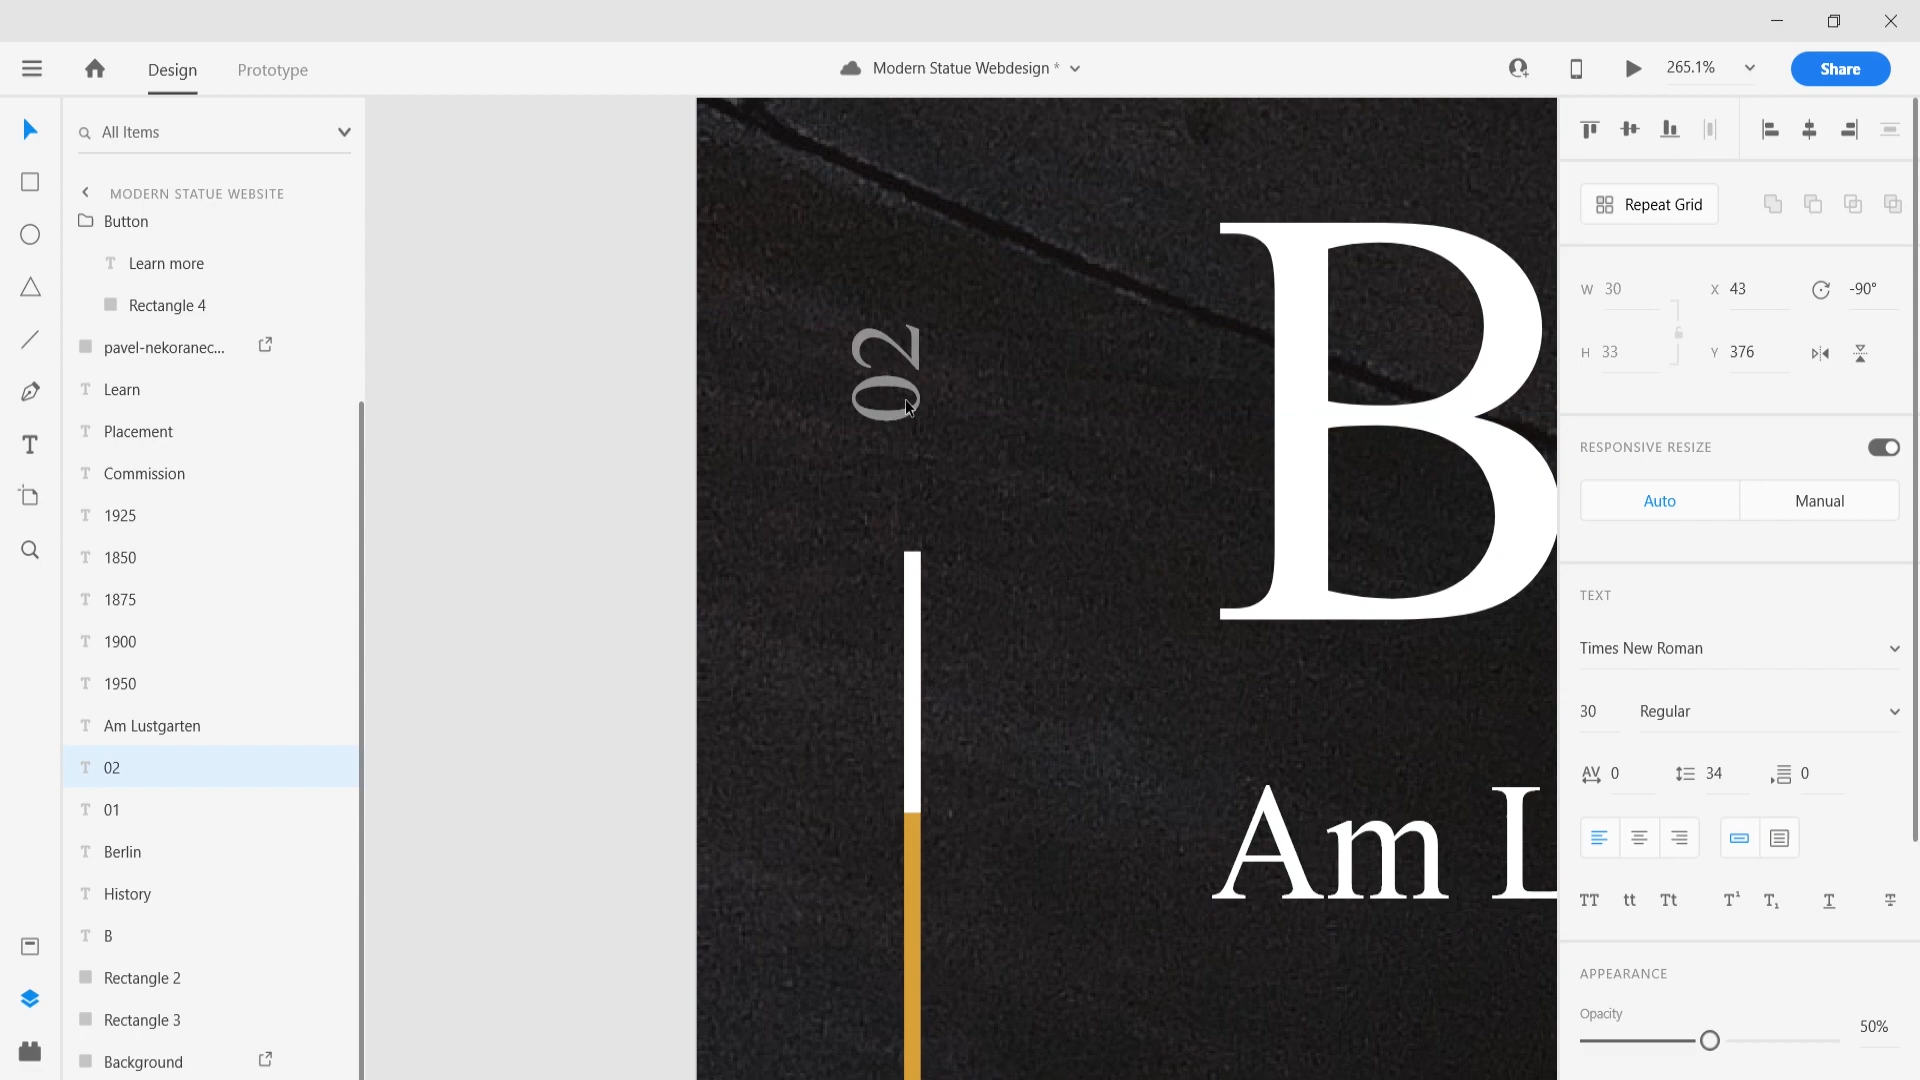 Design
Prototype
Modern Statue Webdesign *
265.1%
Share
All Items
MODERN STATUE WEBSITE
Button
Learn more
Rectangle 4
pavel-nekoranec...
Learn
Placement
Commission
1925
1850
1875
1900
1950
Am Lustgarten
02
01
Berlin
History
B
Rectangle 2
Rectangle 3
Background
02
B
Am L
Repeat Grid
W 30
X 43
-90°
H 33
Y 376
RESPONSIVE RESIZE
Auto
Manual
TEXT
Times New Roman
30
Regular
AV 0
34
0
TT tt Tt T¹ T₁ T T
APPEARANCE
Opacity
50%